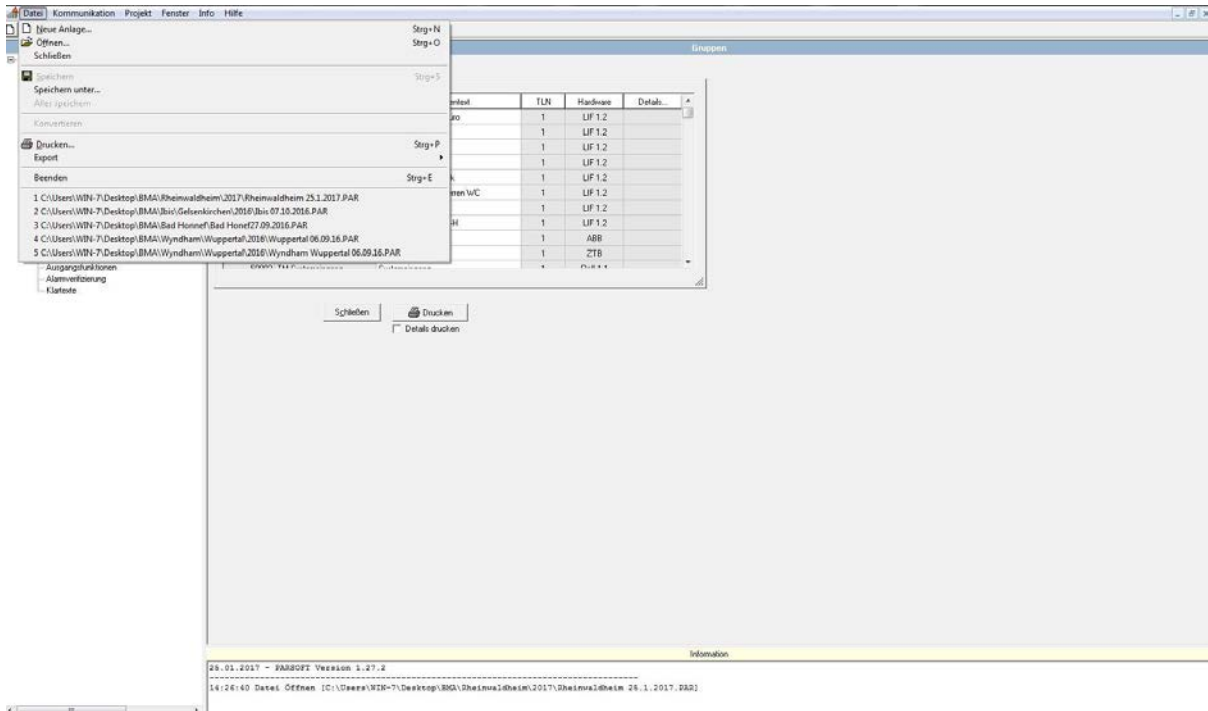 Datei Kommunikation Projekt Fenster Info Hilfe
Neue Anlage... Strg+N
Öffnen... Strg+O
Schließen
Speichern Strg+S
Speichern unter...
Alles speichern
Konvertieren
Drucken... Strg+P
Export
Beenden Strg+E
1 C:\Users\WIN-7\Desktop\BMA\Rheinwaldheim\2017\Rheinwaldheim 25.1.2017.PAR
2 C:\Users\WIN-7\Desktop\BMA\Ibis\Gelsenkirchen\2016\Ibis 07.10.2016.PAR
3 C:\Users\WIN-7\Desktop\BMA\Bad Honnef\Bad Honef27.09.2016.PAR
4 C:\Users\WIN-7\Desktop\BMA\Wyndham\Wuppertal\2016\Wuppertal 06.09.16.PAR
5 C:\Users\WIN-7\Desktop\BMA\Wyndham\Wuppertal\2016\Wyndham Wuppertal 06.09.16.PAR
Ausgangsfunktionen
Alarmverifizierung
Klartexte
Gruppen
TLN Hardware Details...
1 LIF 1.2
1 LIF 1.2
1 LIF 1.2
1 LIF 1.2
1 LIF 1.2
WC 1 LIF 1.2
1 LIF 1.2
1 LIF 1.2
1 ABB
1 ZTB
Schließen Drucken
Details drucken
Information
26.01.2017 - PARSOFT Version 1.27.2
14:26:40 Datei Öffnen [C:\Users\WIN-7\Desktop\BMA\Rheinwaldheim\2017\Rheinwaldheim 25.1.2017.PAR]